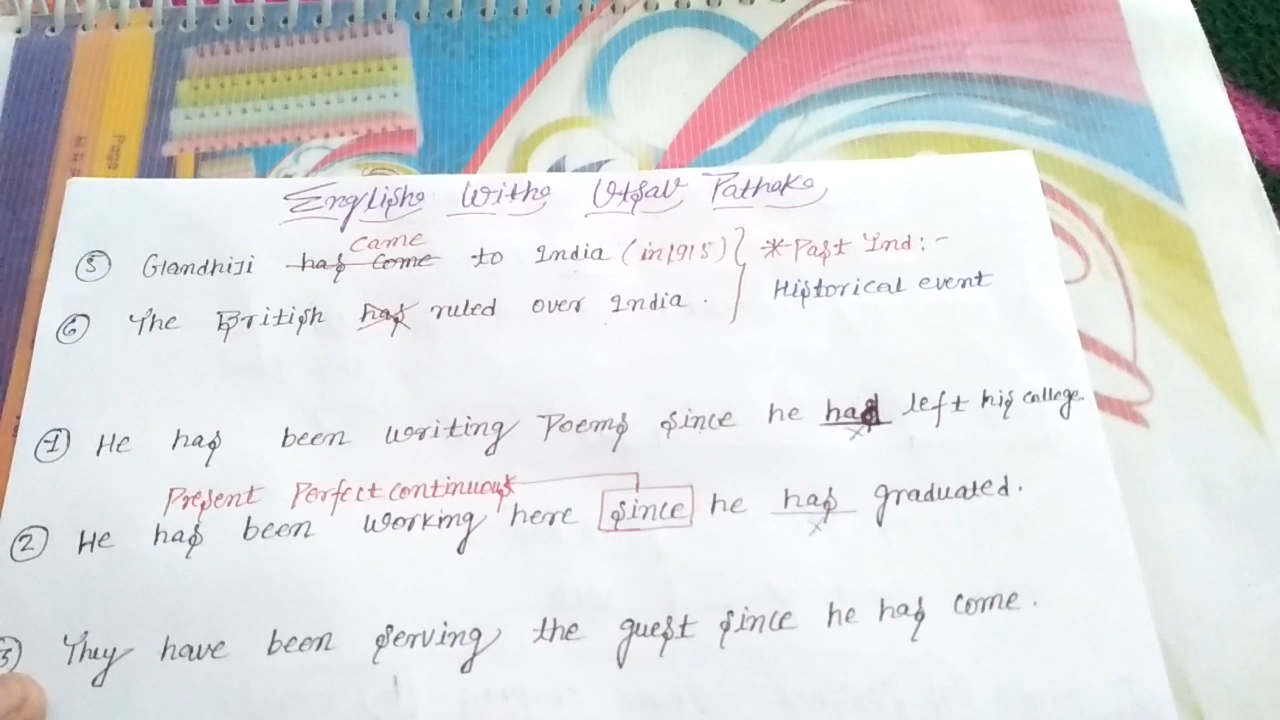 English With Utsav Pathak
came
⑤ Gandhiji has come to India (in 1915) } * Past Ind:-
⑥ The British has ruled over India. Historical event
① He has been writing Poems since he had left his college.
Present Perfect continuous
② He has been working here since he has graduated.
③ They have been serving the guest since he has come.